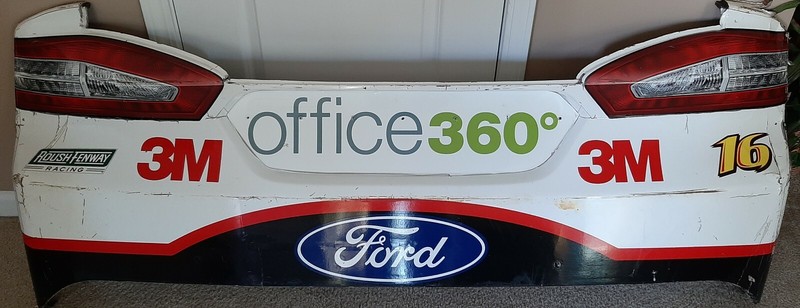 office360°
ROUSH FENWAY
RACING
3M
3M
16
Ford